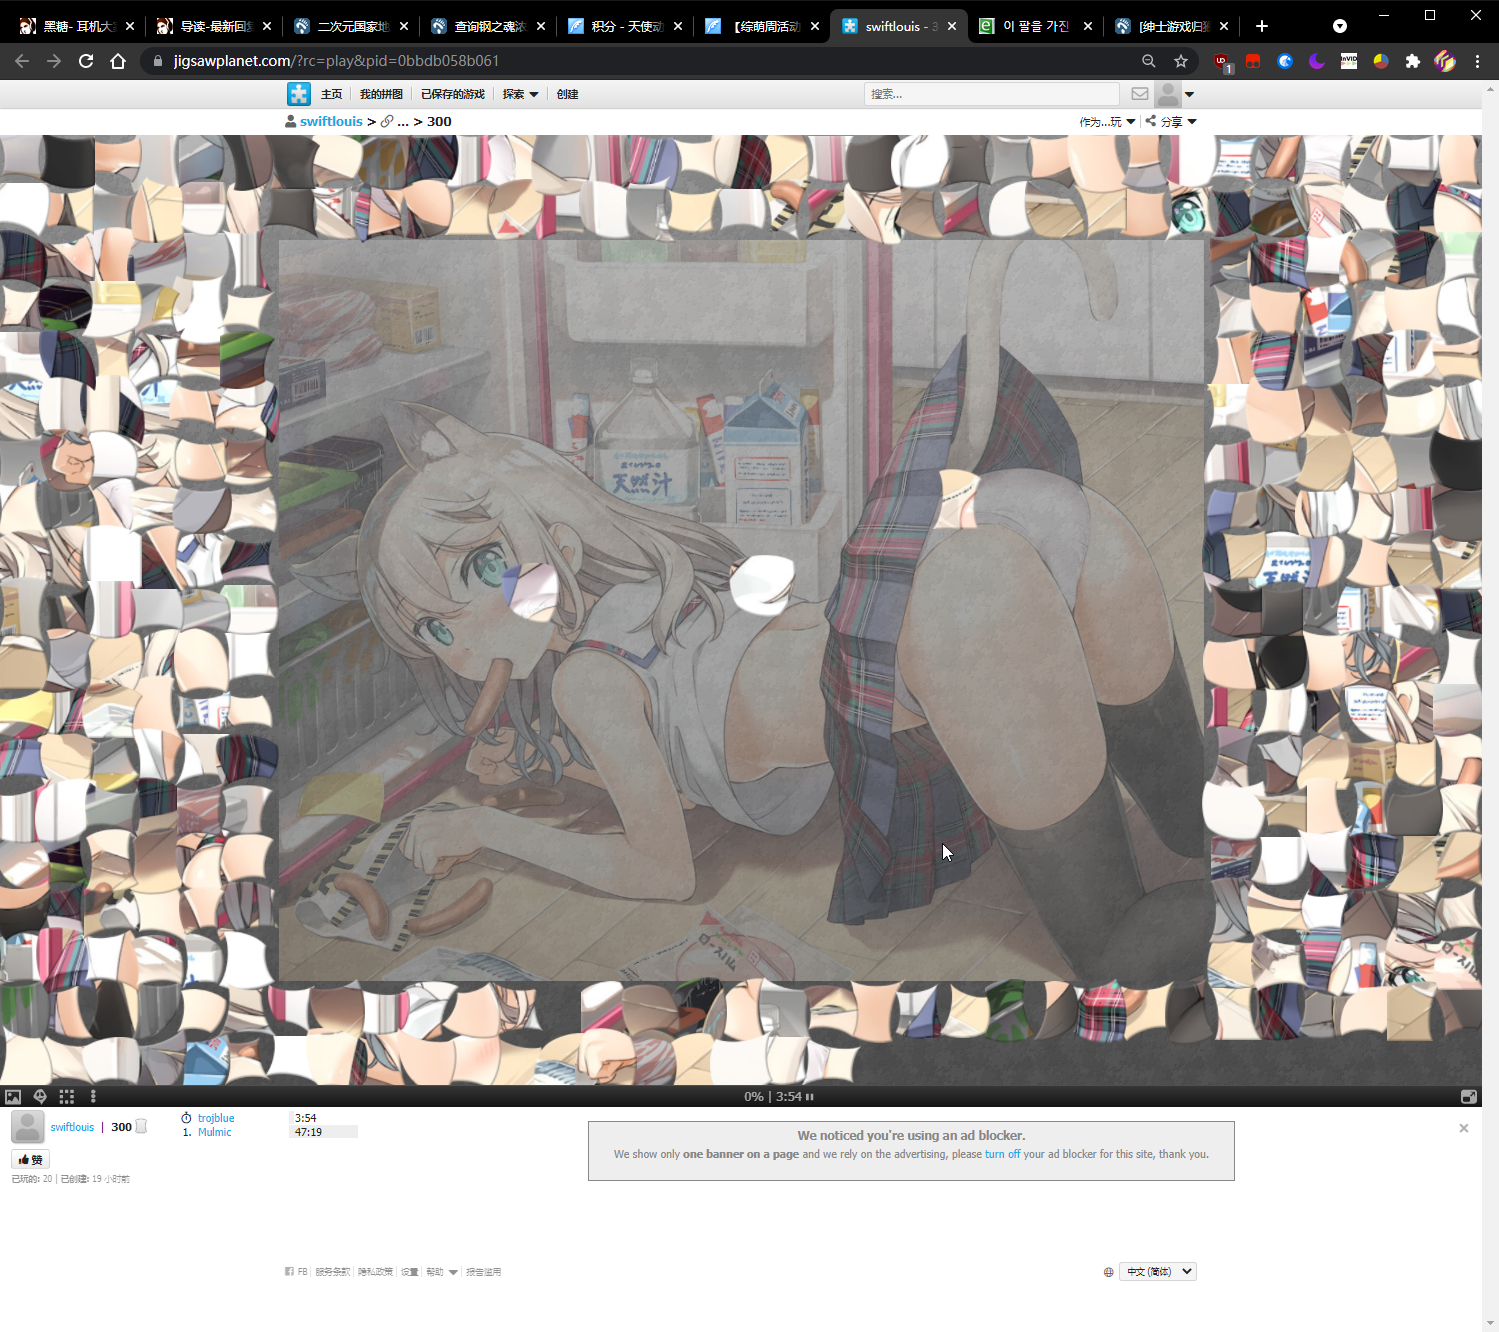 黑糖- 耳机大
导读-最新回复
二次元国家地
查询钢之魂浓
积分 - 天使动
【综萌周活动
swiftlouis - 3
이 팔을 가진
[绅士游戏归
jigsawplanet.com/?rc=play&pid=0bbdb058b061
主页 我的拼图 已保存的游戏 探索 创建
搜索...
swiftlouis > ... > 300
作为...玩 分享
天然汁
0% | 3:54
swiftlouis | 300
trojblue 3:54
1. Mulmic 47:19
赞
已玩的: 20 | 已创建: 19 小时前
We noticed you're using an ad blocker.
We show only one banner on a page and we rely on the advertising, please turn off your ad blocker for this site, thank you.
FB 服务条款 隐私政策 设置 帮助 报告滥用
中文 (简体)